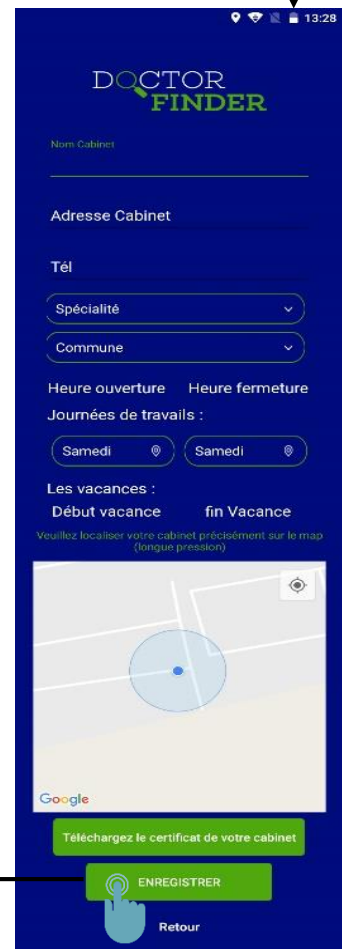 13:28
DOCTOR
FINDER
Nom Cabinet
Adresse Cabinet
Tél
Spécialité
Commune
Heure ouverture Heure fermeture
Journées de travails :
Samedi Samedi
Les vacances :
Début vacance fin Vacance
Veuillez localiser votre cabinet précisément sur le map
(longue pression)
Google
Téléchargez le certificat de votre cabinet
ENREGISTRER
Retour